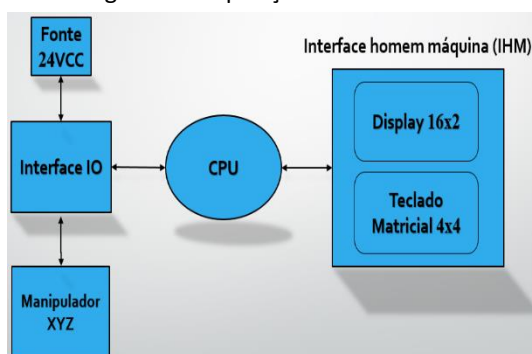 Fonte
24VCC
Interface homem máquina (IHM)
Display 16x2
Interface IO
CPU
Teclado
Matricial 4x4
Manipulador
XYZ